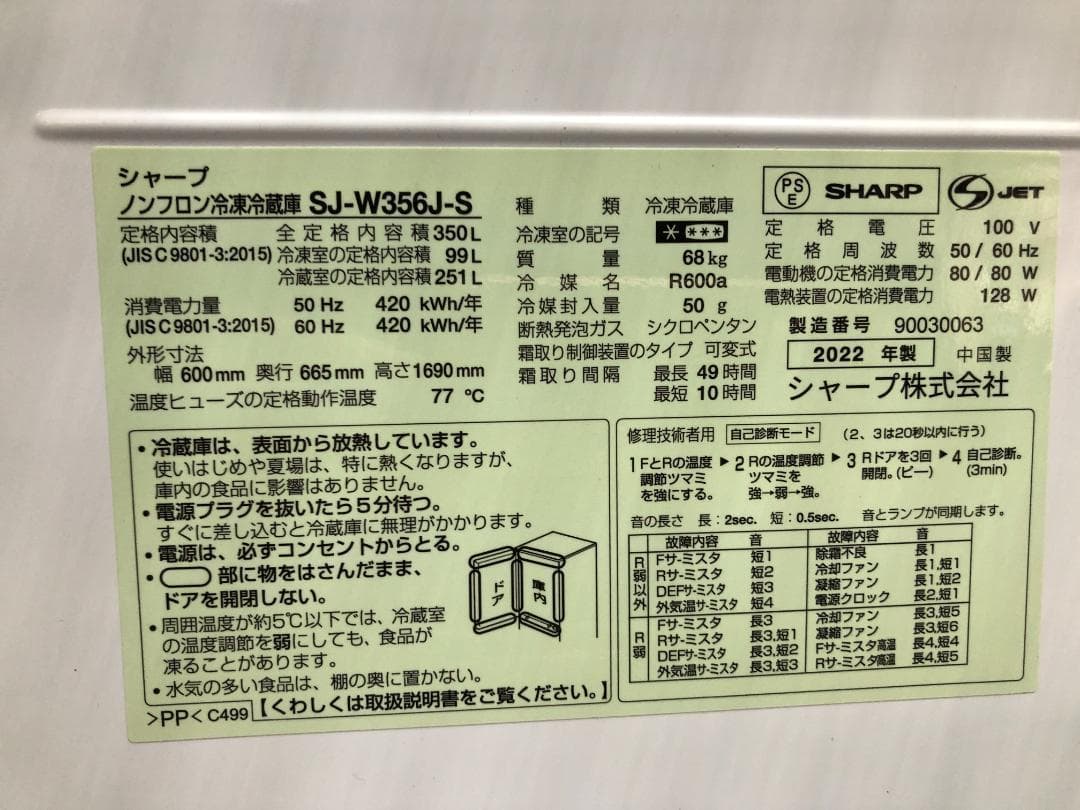 シャープ
ノンフロン冷凍冷蔵庫 SJ-W356J-S
定格内容積 全定格内容積 350 L
(JIS C 9801-3:2015) 冷凍室の定格内容積 99 L
冷蔵室の定格内容積 251 L
消費電力量 50 Hz 420 kWh/年
(JIS C 9801-3:2015) 60 Hz 420 kWh/年
外形寸法
幅 600mm 奥行 665mm 高さ1690mm
温度ヒューズの定格動作温度 77 ℃
種類 冷凍冷蔵庫
冷凍室の記号 * ***
質量 68 kg
冷媒名 R600a
冷媒封入量 50 g
断熱発泡ガス シクロペンタン
霜取り制御装置のタイプ 可変式
霜取り間隔 最長 49 時間
最短 10 時間
PS
E
SHARP
JET
定格電圧 100 V
定格周波数 50 / 60 Hz
電動機の定格消費電力 80 / 80 W
電熱装置の定格消費電力 128 W
製造番号 90030063
2022 年製 中国製
シャープ株式会社
・冷蔵庫は、表面から放熱しています。
使いはじめや夏場は、特に熱くなりますが、
庫内の食品に影響はありません。
・電源プラグを抜いたら5分待つ。
すぐに差し込むと冷蔵庫に無理がかかります。
・電源は、必ずコンセントからとる。
・ 部に物をはさんだまま、
ドアを開閉しない。
・周囲温度が約5℃以下では、冷蔵室
の温度調節を弱にしても、食品が
凍ることがあります。
・水気の多い食品は、棚の奥に置かない。
【くわしくは取扱説明書をご覧ください。】
>PP< C499
ドア
庫内
修理技術者用 自己診断モード (2、3は20秒以内に行う)
1 FとRの温度調節ツマミを強にする。 ▶ 2 Rの温度調節ツマミを強→弱→強。 ▶ 3 Rドアを3回開閉。(ピー) ▶ 4 自己診断。(3min)
音の長さ 長:2sec. 短:0.5sec. 音とランプが同期します。
故障内容 音 故障内容 音
R弱以外
Fサ-ミスタ 短1 除霜不良 長1
Rサ-ミスタ 短2 冷却ファン 長1,短1
DEFサ-ミスタ 短3 凝縮ファン 長1,短2
外気温サ-ミスタ 短4 電源クロック 長2,短1
R弱
Fサ-ミスタ 長3 冷却ファン 長3,短5
Rサ-ミスタ 長3,短1 凝縮ファン 長3,短6
DEFサ-ミスタ 長3,短2 Fサ-ミスタ高温 長4,短4
外気温サ-ミスタ 長3,短3 Rサ-ミスタ高温 長4,短5